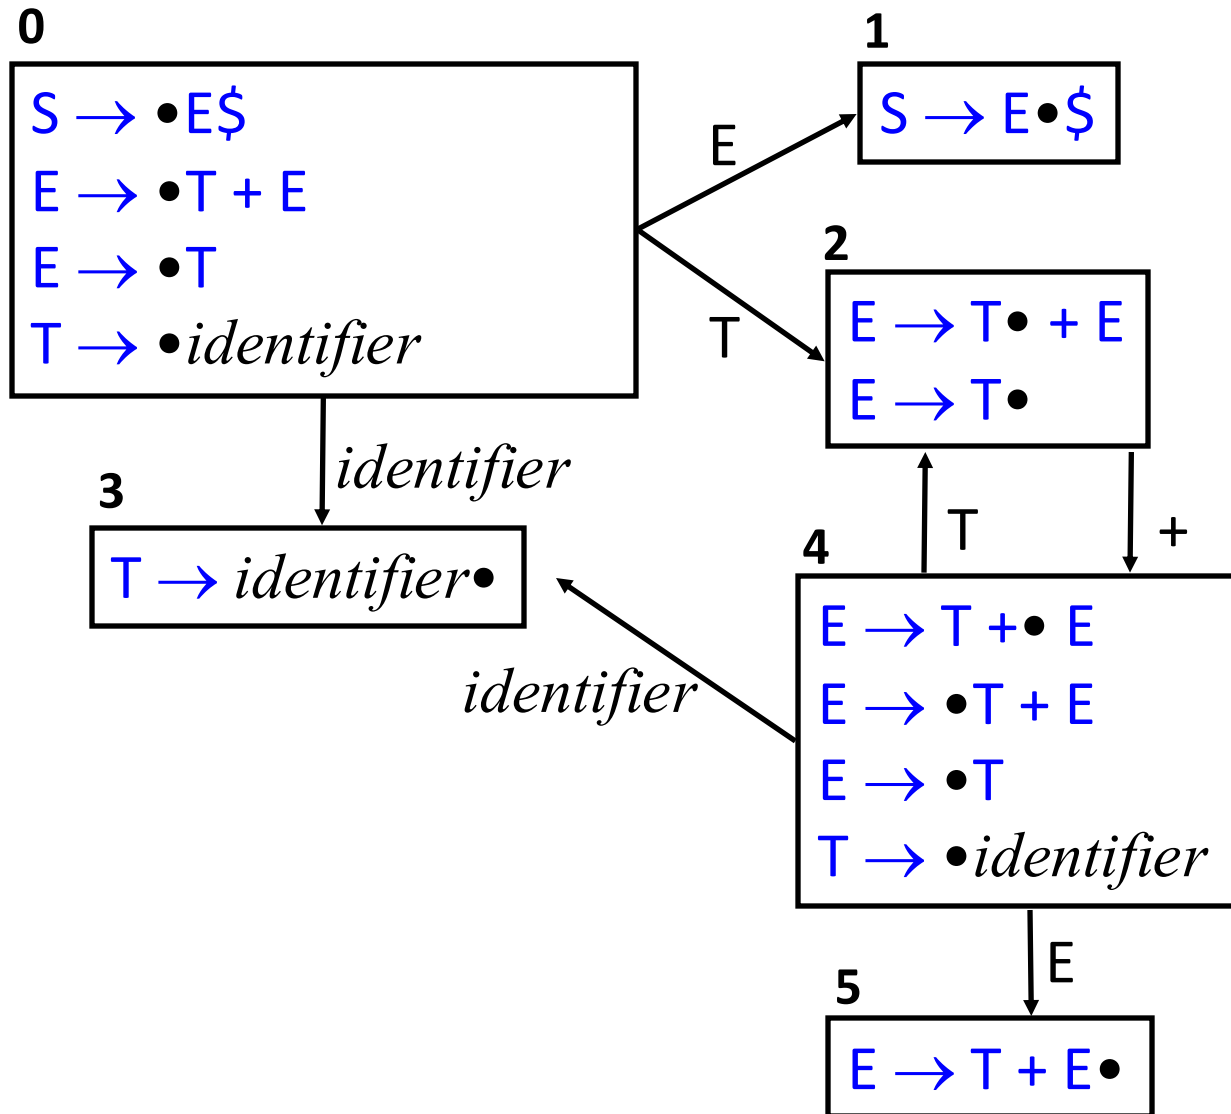 0
S → •E$
E → •T + E
E → •T
T → •identifier
E
T
1
S → E•$
2
E → T• + E
E → T•
identifier
3
T → identifier•
T
+
identifier
4
E → T +• E
E → •T + E
E → •T
T → •identifier
E
5
E → T + E•